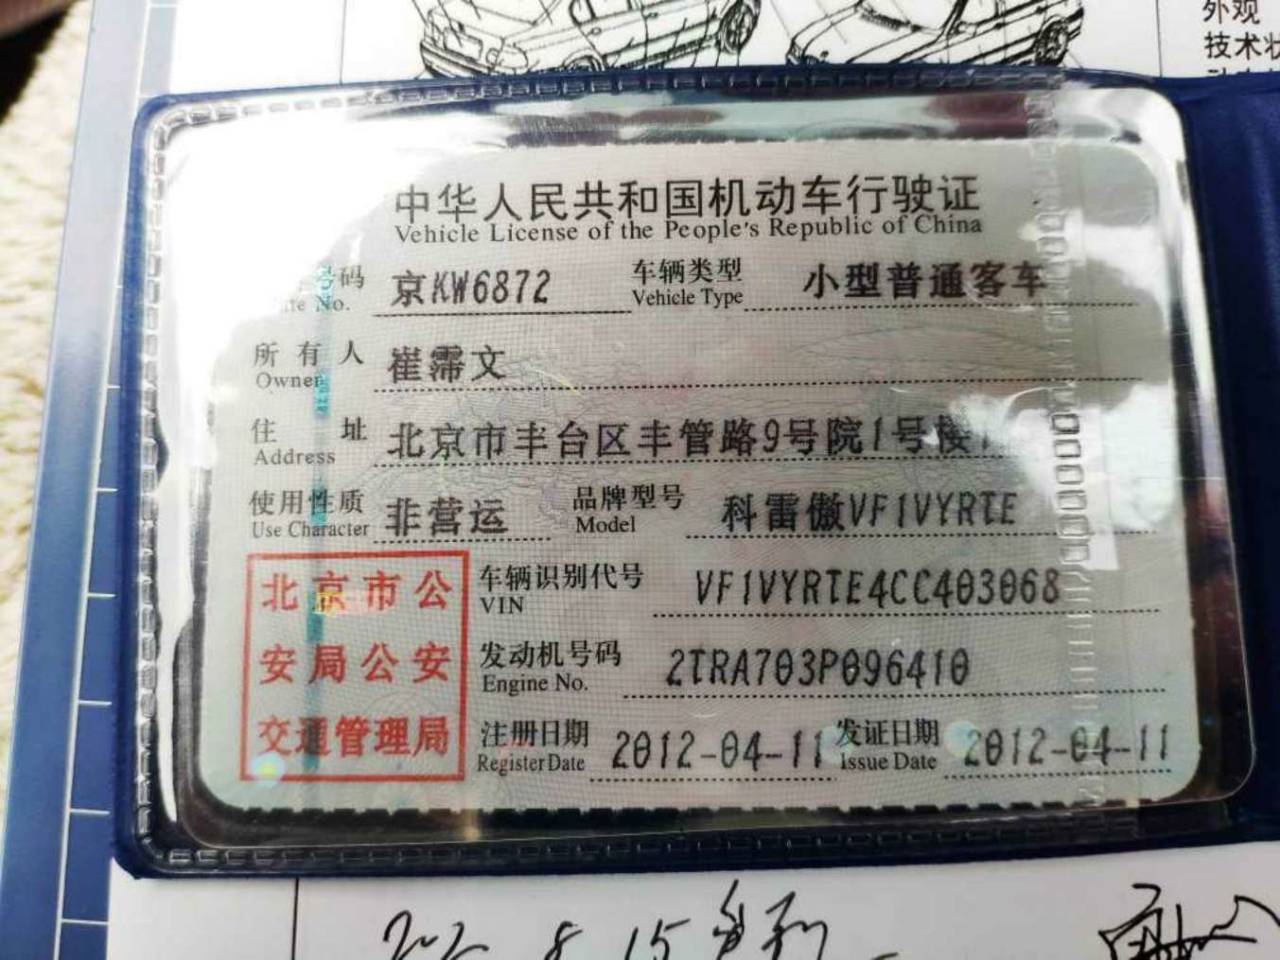 外观
技术状
中华人民共和国机动车行驶证
Vehicle License of the People's Republic of China
号码 京KW6872 车辆类型 小型普通客车
No. Vehicle Type
所有人 崔霈文
Owner
住址 北京市丰台区丰管路9号院1号楼
Address
使用性质 非营运 品牌型号 科雷傲VF1VYRTE
Use Character Model
北京市公
安局公安
交通管理局
车辆识别代号 VF1VYRTE4CC403068
VIN
发动机号码 2TRA703P096410
Engine No.
注册日期 2012-04-11 发证日期 2012-04-11
Register Date Issue Date